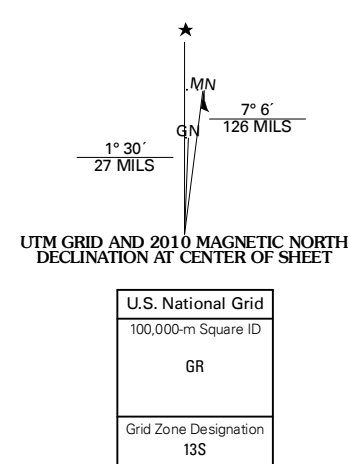 MN
7° 6´
126 MILS
GN
1° 30´
27 MILS
UTM GRID AND 2010 MAGNETIC NORTH
DECLINATION AT CENTER OF SHEET
U.S. National Grid
100,000-m Square ID
GR
Grid Zone Designation
13S